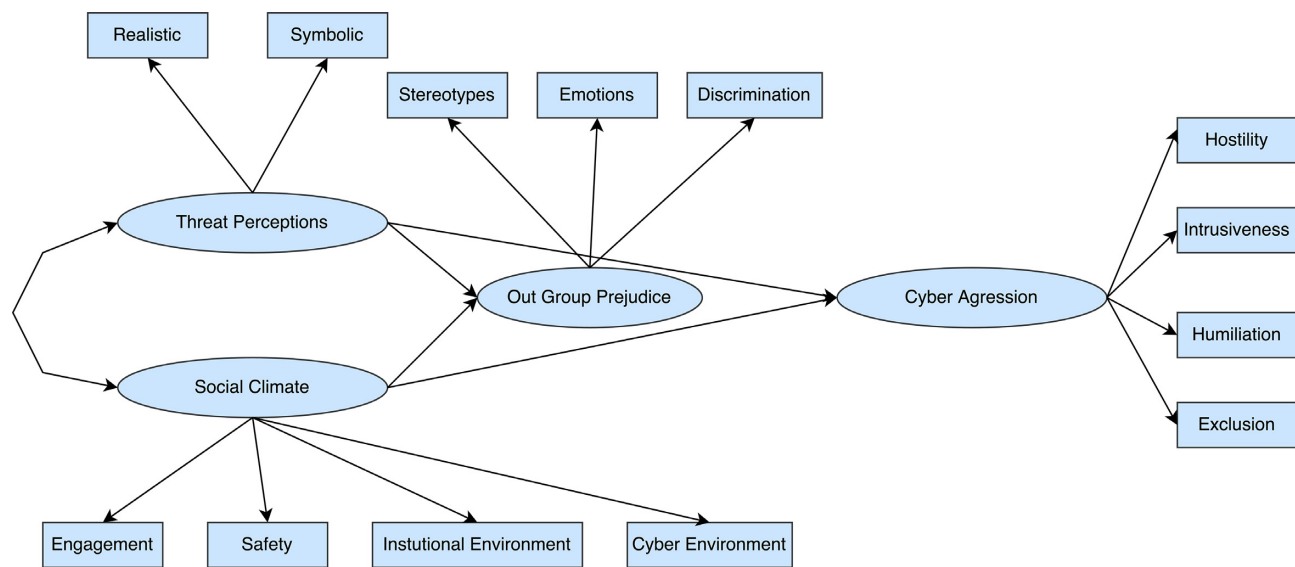 Realistic
Symbolic
Stereotypes
Emotions
Discrimination
Hostility
Threat Perceptions
Intrusiveness
Out Group Prejudice
Cyber Agression
Humiliation
Social Climate
Exclusion
Engagement
Safety
Instutional Environment
Cyber Environment